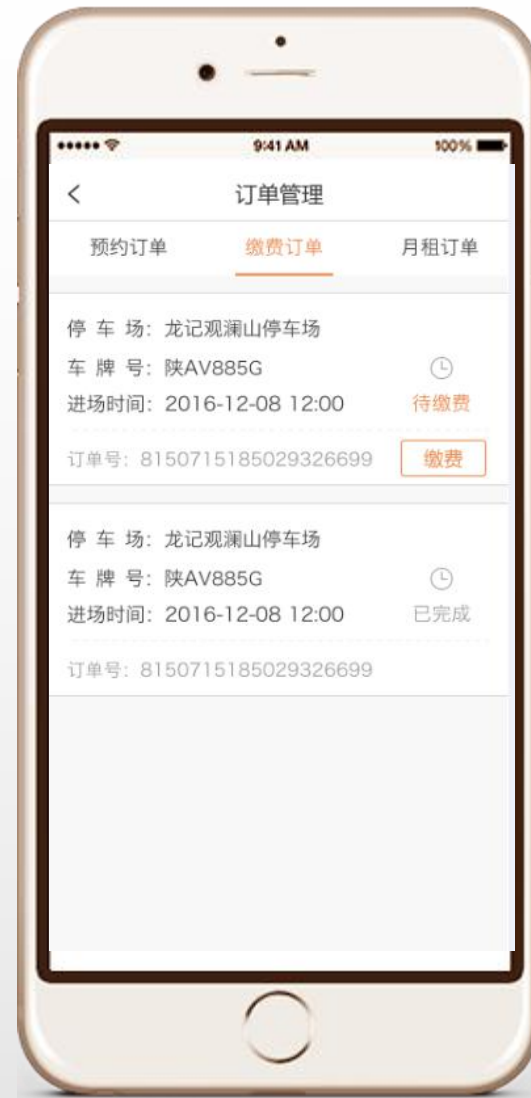 9:41 AM 100%
订单管理
预约订单 缴费订单 月租订单
停 车 场：龙记观澜山停车场
车 牌 号：陕AV885G
进场时间：2016-12-08 12:00 待缴费
订单号：81507151850293266​99 缴费
停 车 场：龙记观澜山停车场
车 牌 号：陕AV885G
进场时间：2016-12-08 12:00 已完成
订单号：81507151850293266​99